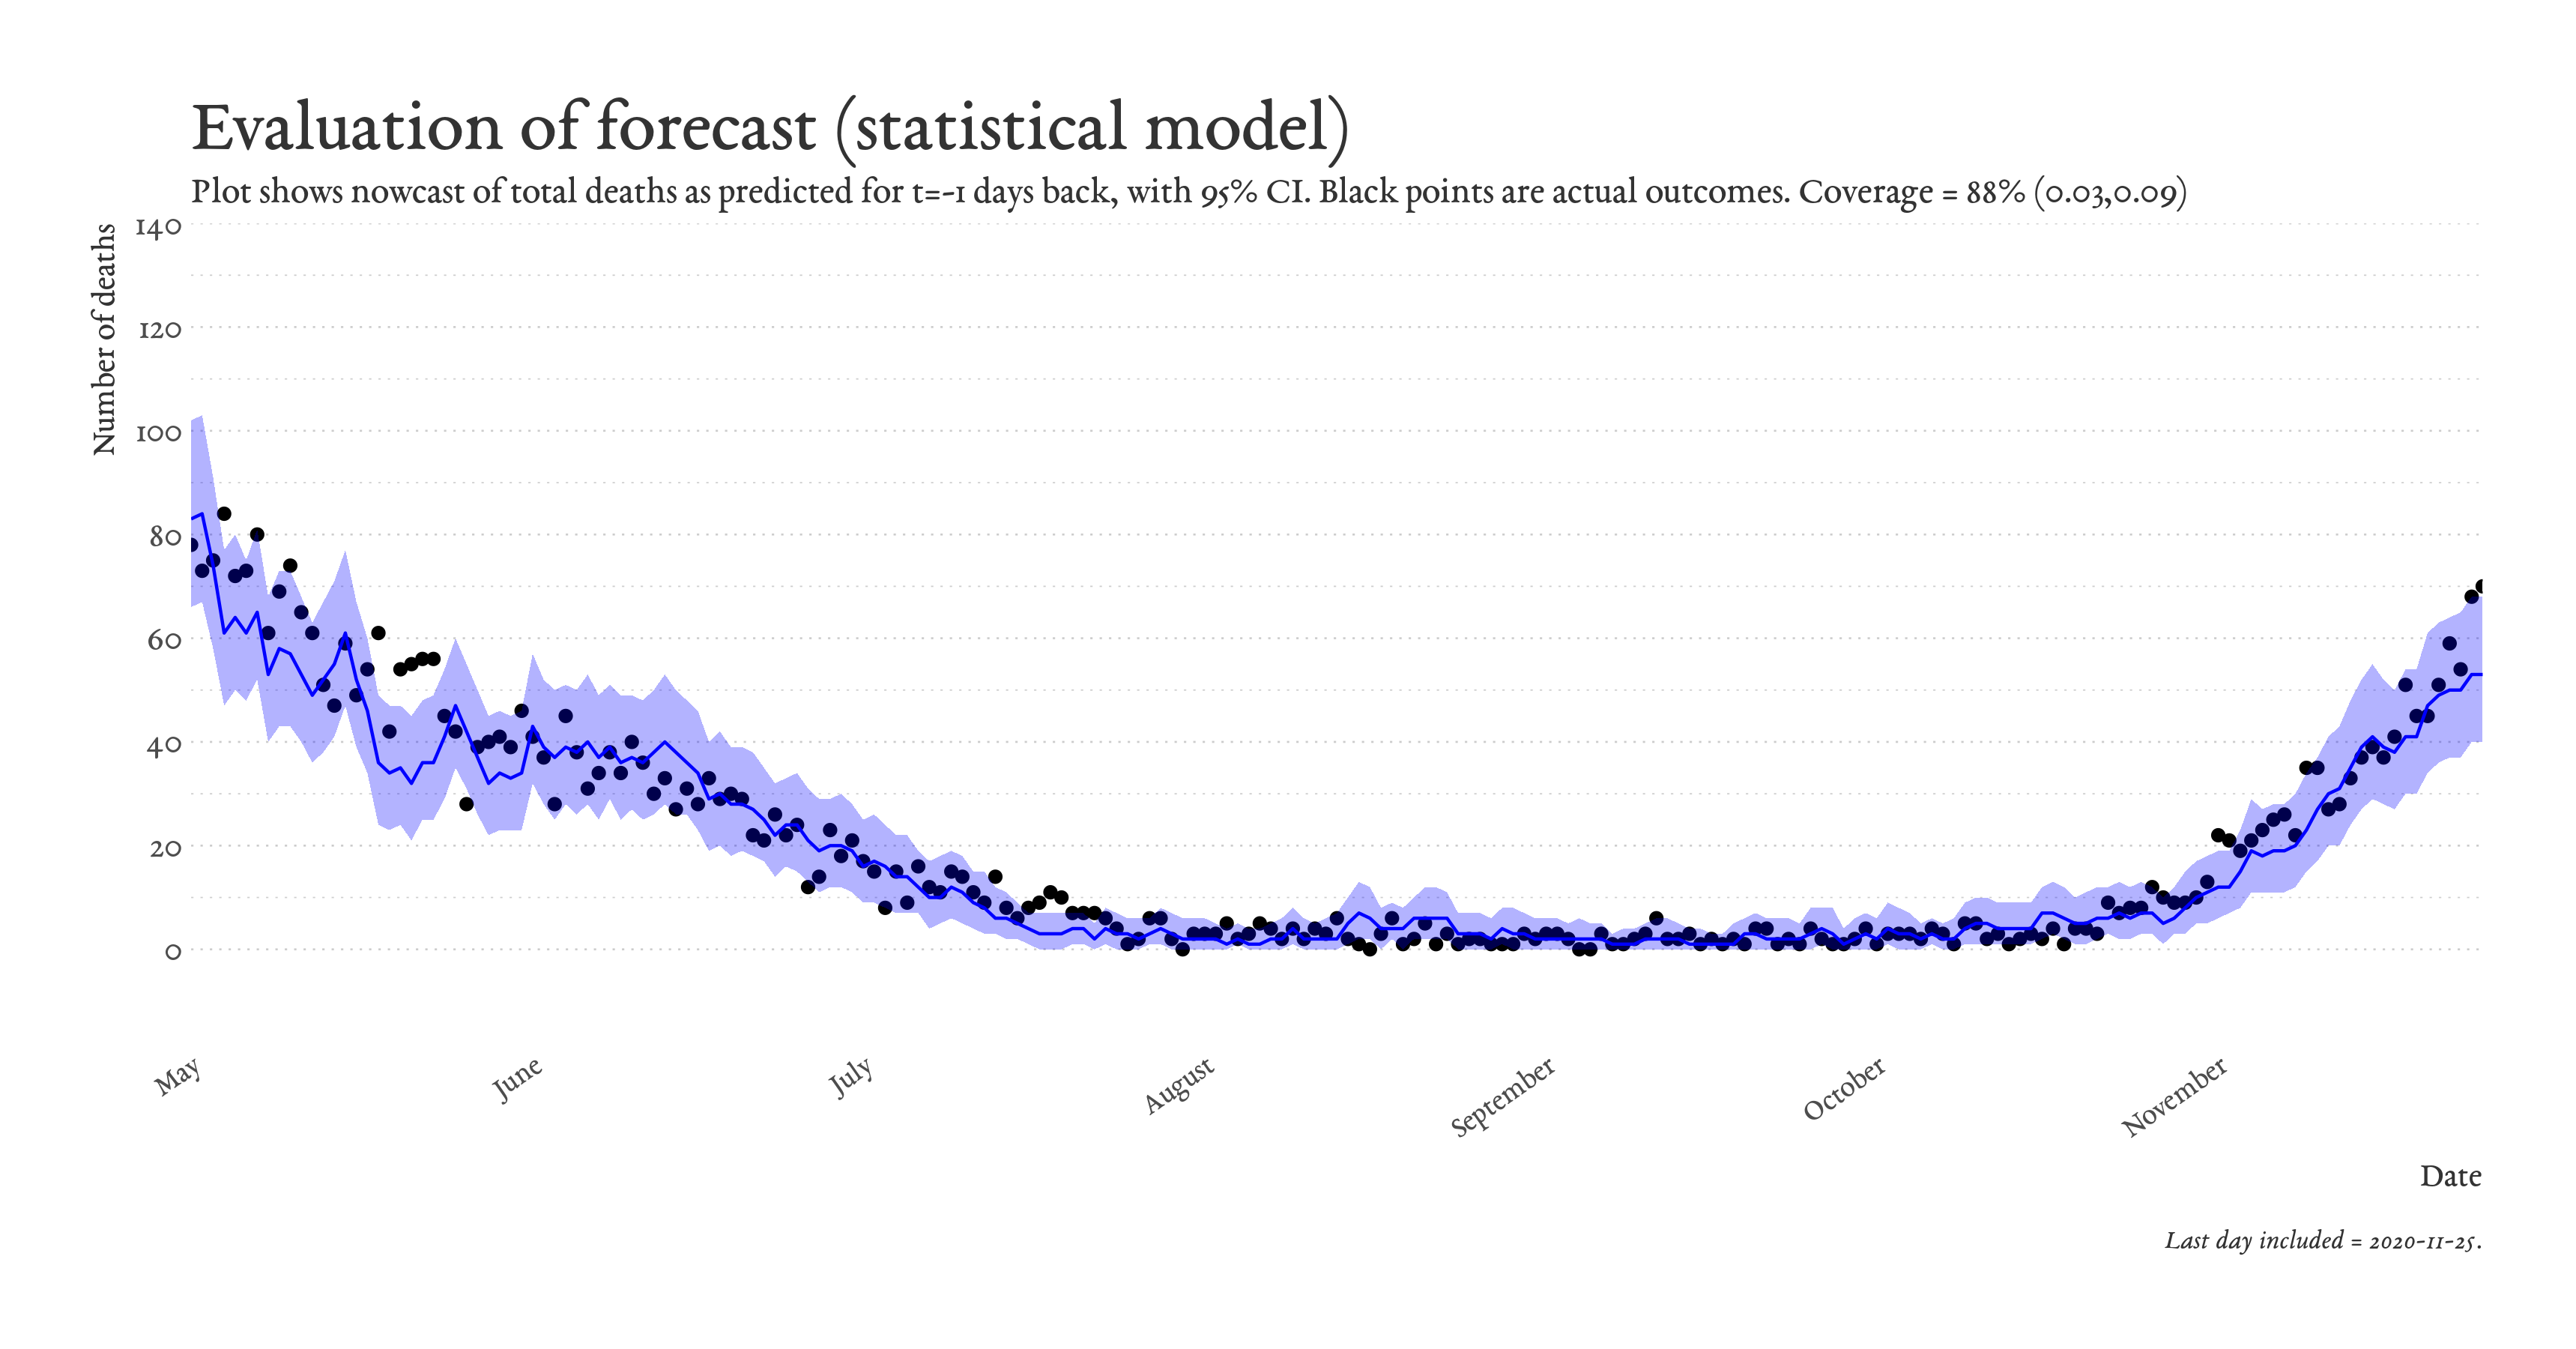 Evaluation of forecast (statistical model)
Plot shows nowcast of total deaths as predicted for t=-1 days back, with 95% CI. Black points are actual outcomes. Coverage = 88% (0.03,0.09)
Number of deaths
140
120
100
80
60
40
20
0
May
June
July
August
September
October
November
Date
Last day included = 2020-11-25.